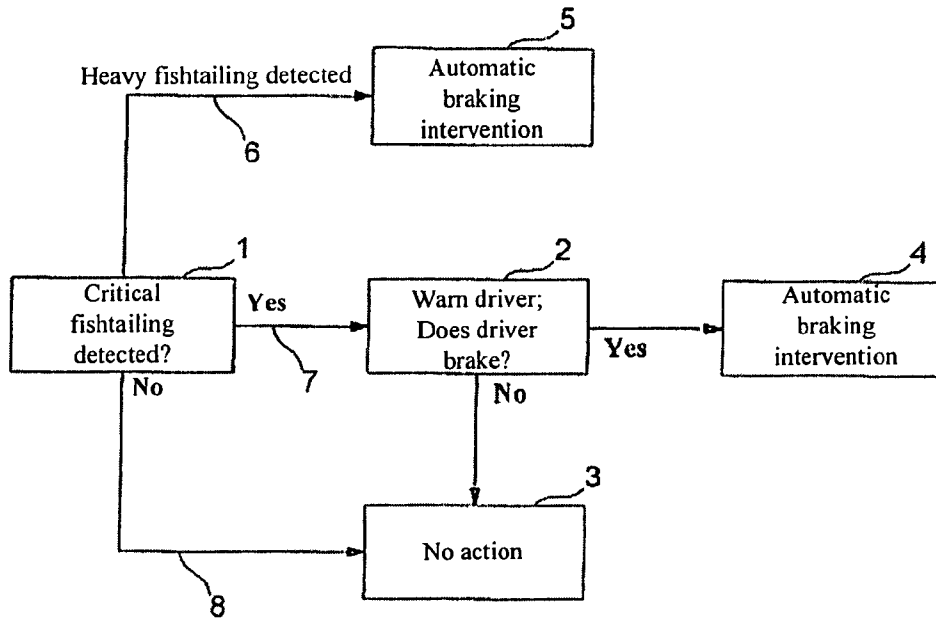 5
Heavy fishtailing detected
Automatic
braking
intervention
6
1
Critical
fishtailing
detected?
Yes
7
No
2
Warn driver;
Does driver
brake?
Yes
No
4
Automatic
braking
intervention
3
No action
8